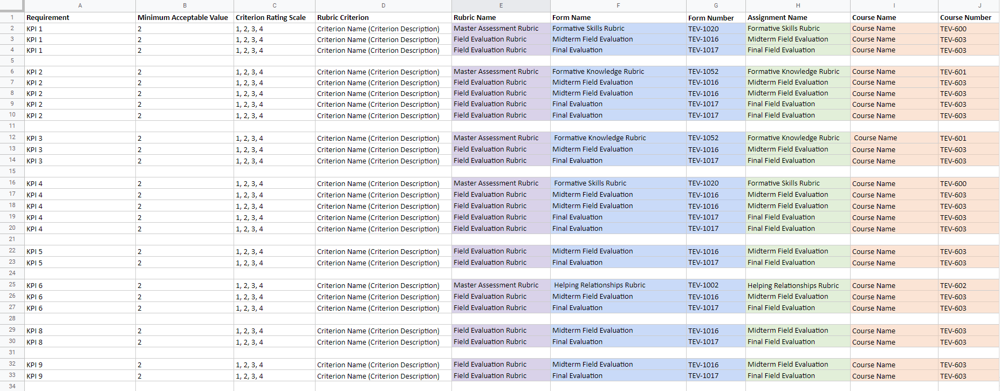 A B C D E F G H I J
1 Requirement Minimum Acceptable Value Criterion Rating Scale Rubric Criterion Rubric Name Form Name Form Number Assignment Name Course Name Course Number
2 KPI 1 2 1, 2, 3, 4 Criterion Name (Criterion Description) Master Assessment Rubric Formative Skills Rubric TEV-1020 Formative Skills Rubric Course Name TEV-600
3 KPI 1 2 1, 2, 3, 4 Criterion Name (Criterion Description) Field Evaluation Rubric Midterm Field Evaluation TEV-1016 Midterm Field Evaluation Course Name TEV-603
4 KPI 1 2 1, 2, 3, 4 Criterion Name (Criterion Description) Field Evaluation Rubric Final Evaluation TEV-1017 Final Field Evaluation Course Name TEV-603
5
6 KPI 2 2 1, 2, 3, 4 Criterion Name (Criterion Description) Master Assessment Rubric Formative Knowledge Rubric TEV-1052 Formative Knowledge Rubric Course Name TEV-601
7 KPI 2 2 1, 2, 3, 4 Criterion Name (Criterion Description) Field Evaluation Rubric Midterm Field Evaluation TEV-1016 Midterm Field Evaluation Course Name TEV-603
8 KPI 2 2 1, 2, 3, 4 Criterion Name (Criterion Description) Field Evaluation Rubric Midterm Field Evaluation TEV-1016 Midterm Field Evaluation Course Name TEV-603
9 KPI 2 2 1, 2, 3, 4 Criterion Name (Criterion Description) Field Evaluation Rubric Final Evaluation TEV-1017 Final Field Evaluation Course Name TEV-603
10 KPI 2 2 1, 2, 3, 4 Criterion Name (Criterion Description) Field Evaluation Rubric Final Evaluation TEV-1017 Final Field Evaluation Course Name TEV-603
11
12 KPI 3 2 1, 2, 3, 4 Criterion Name (Criterion Description) Master Assessment Rubric Formative Knowledge Rubric TEV-1052 Formative Knowledge Rubric Course Name TEV-601
13 KPI 3 2 1, 2, 3, 4 Criterion Name (Criterion Description) Field Evaluation Rubric Midterm Field Evaluation TEV-1016 Midterm Field Evaluation Course Name TEV-603
14 KPI 3 2 1, 2, 3, 4 Criterion Name (Criterion Description) Field Evaluation Rubric Final Evaluation TEV-1017 Final Field Evaluation Course Name TEV-603
15
16 KPI 4 2 1, 2, 3, 4 Criterion Name (Criterion Description) Master Assessment Rubric Formative Skills Rubric TEV-1020 Formative Skills Rubric Course Name TEV-600
17 KPI 4 2 1, 2, 3, 4 Criterion Name (Criterion Description) Field Evaluation Rubric Midterm Field Evaluation TEV-1016 Midterm Field Evaluation Course Name TEV-603
18 KPI 4 2 1, 2, 3, 4 Criterion Name (Criterion Description) Field Evaluation Rubric Midterm Field Evaluation TEV-1016 Midterm Field Evaluation Course Name TEV-603
19 KPI 4 2 1, 2, 3, 4 Criterion Name (Criterion Description) Field Evaluation Rubric Final Evaluation TEV-1017 Final Field Evaluation Course Name TEV-603
20 KPI 4 2 1, 2, 3, 4 Criterion Name (Criterion Description) Field Evaluation Rubric Final Evaluation TEV-1017 Final Field Evaluation Course Name TEV-603
21
22 KPI 5 2 1, 2, 3, 4 Criterion Name (Criterion Description) Field Evaluation Rubric Midterm Field Evaluation TEV-1016 Midterm Field Evaluation Course Name TEV-603
23 KPI 5 2 1, 2, 3, 4 Criterion Name (Criterion Description) Field Evaluation Rubric Final Evaluation TEV-1017 Final Field Evaluation Course Name TEV-603
24
25 KPI 6 2 1, 2, 3, 4 Criterion Name (Criterion Description) Master Assessment Rubric Helping Relationships Rubric TEV-1002 Helping Relationships Rubric Course Name TEV-602
26 KPI 6 2 1, 2, 3, 4 Criterion Name (Criterion Description) Field Evaluation Rubric Midterm Field Evaluation TEV-1016 Midterm Field Evaluation Course Name TEV-603
27 KPI 6 2 1, 2, 3, 4 Criterion Name (Criterion Description) Field Evaluation Rubric Final Evaluation TEV-1017 Final Field Evaluation Course Name TEV-603
28
29 KPI 8 2 1, 2, 3, 4 Criterion Name (Criterion Description) Field Evaluation Rubric Midterm Field Evaluation TEV-1016 Midterm Field Evaluation Course Name TEV-603
30 KPI 8 2 1, 2, 3, 4 Criterion Name (Criterion Description) Field Evaluation Rubric Final Evaluation TEV-1017 Final Field Evaluation Course Name TEV-603
31
32 KPI 9 2 1, 2, 3, 4 Criterion Name (Criterion Description) Field Evaluation Rubric Midterm Field Evaluation TEV-1016 Midterm Field Evaluation Course Name TEV-603
33 KPI 9 2 1, 2, 3, 4 Criterion Name (Criterion Description) Field Evaluation Rubric Final Evaluation TEV-1017 Final Field Evaluation Course Name TEV-603
34